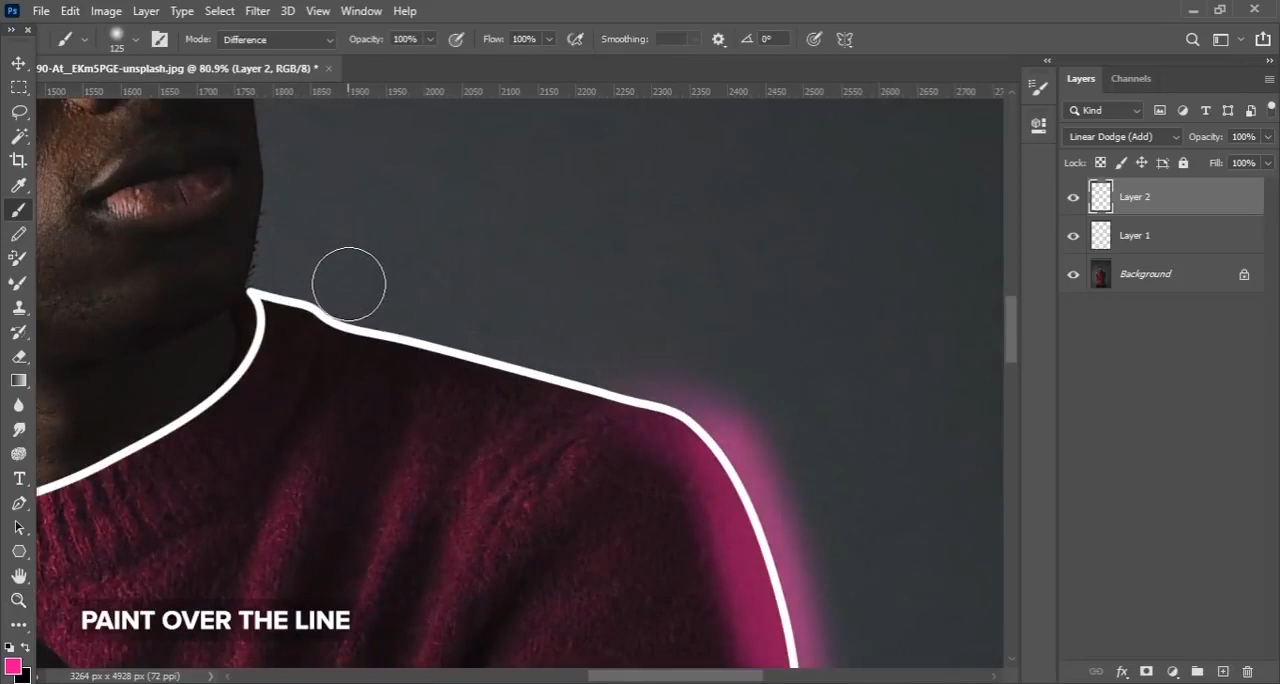 Ps File Edit Image Layer Type Select Filter 3D View Window Help
125 Mode: Difference Opacity: 100% Flow: 100% Smoothing: 0°
90-At__EKm5PGE-unsplash.jpg @ 80.9% (Layer 2, RGB/8) * ×
1500 1550 1600 1650 1700 1750 1800 1850 1900 1950 2000 2050 2100 2150 2200 2250 2300 2350 2400 2450 2500 2550 2600 2650 2700
Layers Channels
Kind
Linear Dodge (Add) Opacity: 100%
Lock: Fill: 100%
Layer 2
Layer 1
Background
PAINT OVER THE LINE
3264 px x 4928 px (72 ppi)